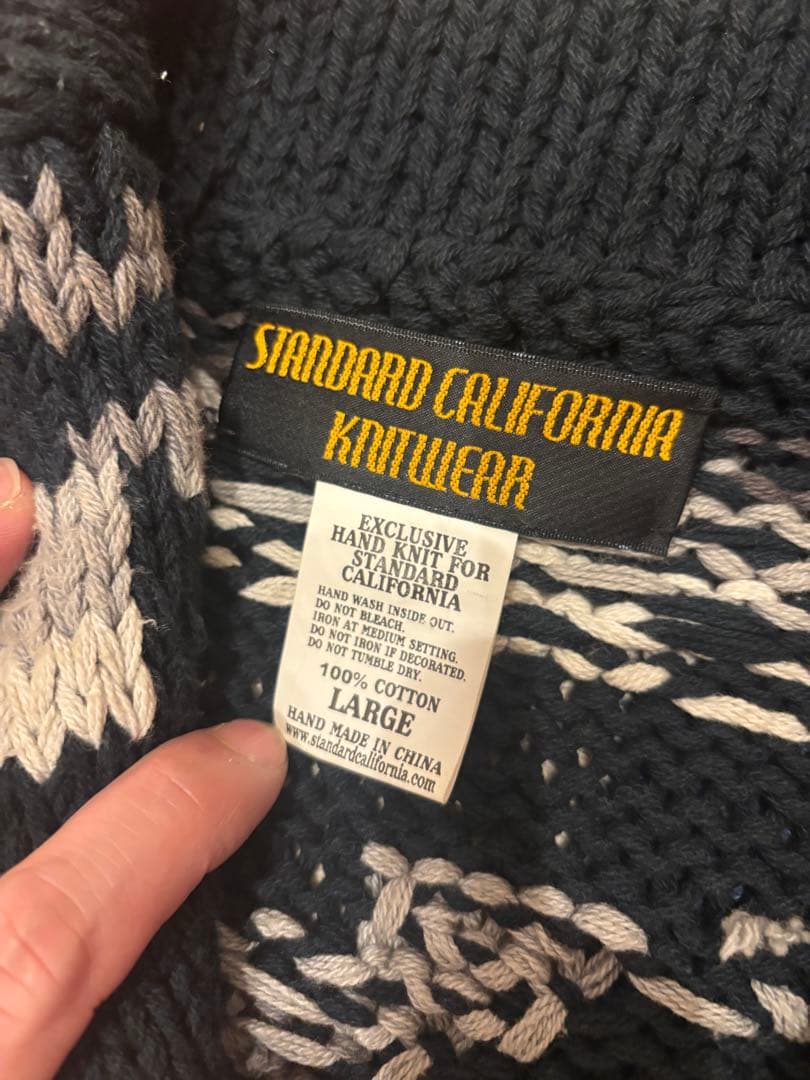 STANDARD CALIFORNIA
KNITWEAR
EXCLUSIVE
HAND KNIT FOR
STANDARD
CALIFORNIA
HAND WASH INSIDE OUT.
DO NOT BLEACH.
IRON AT MEDIUM SETTING.
DO NOT IRON IF DECORATED.
DO NOT TUMBLE DRY.
100% COTTON
LARGE
HAND MADE IN CHINA
www.standardcalifornia.com